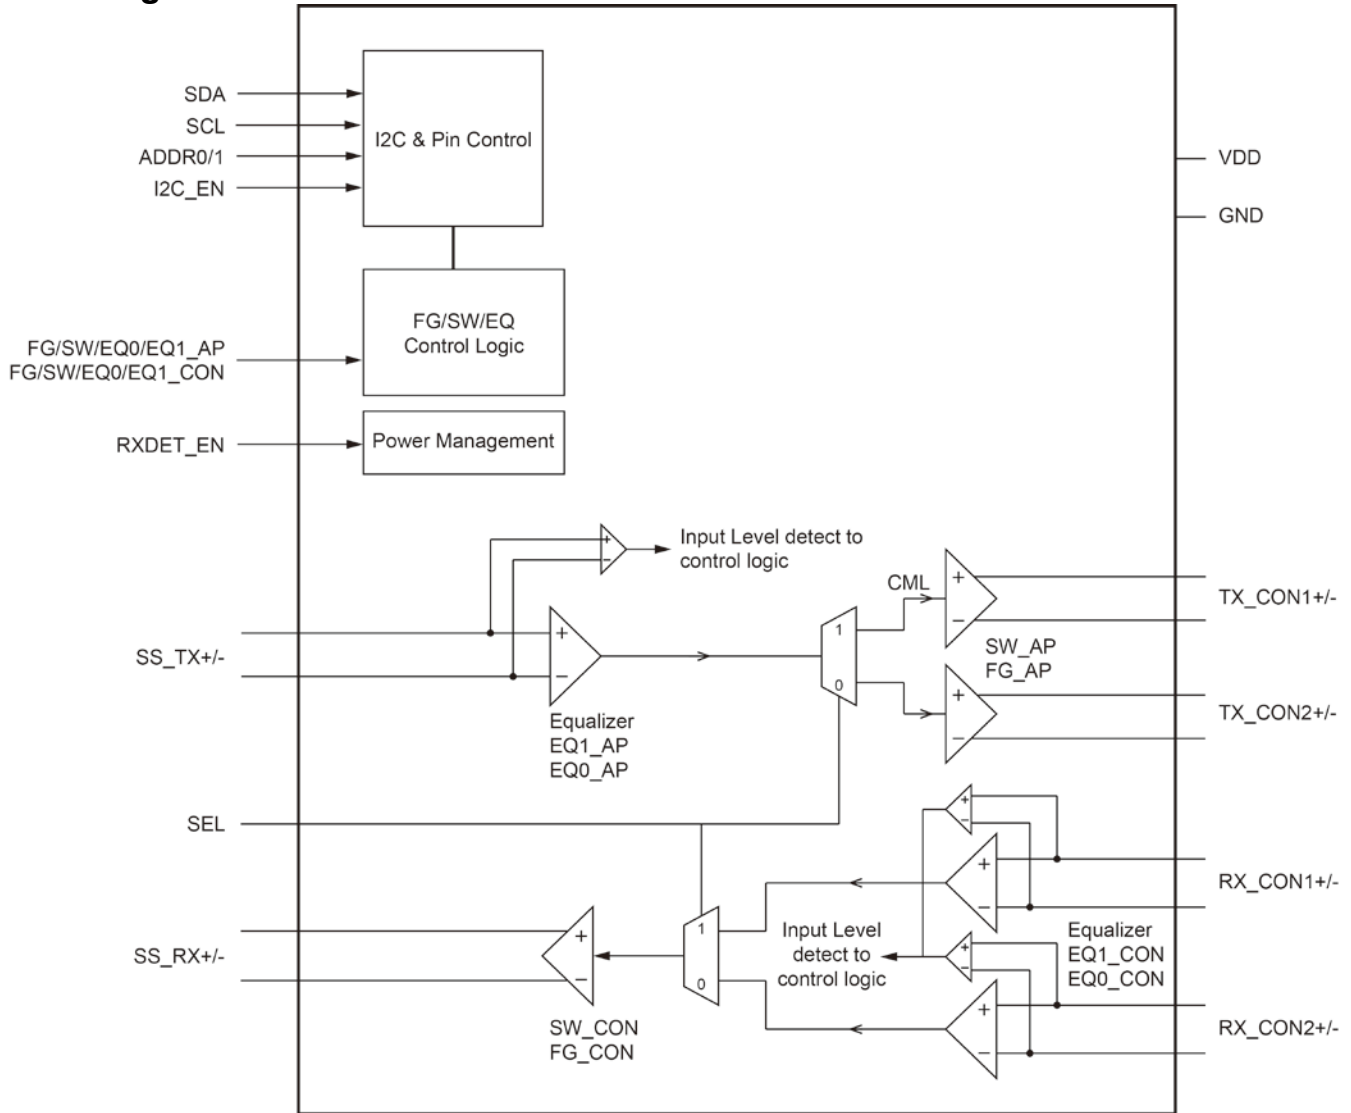 SDA
SCL
ADDR0/1
I2C_EN
I2C & Pin Control
VDD
GND
FG/SW/EQ
Control Logic
FG/SW/EQ0/EQ1_AP
FG/SW/EQ0/EQ1_CON
RXDET_EN
Power Management
+
−
Input Level detect to
control logic
SS_TX+/-
+
−
Equalizer
EQ1_AP
EQ0_AP
1
0
CML
+
−
TX_CON1+/-
SW_AP
FG_AP
+
−
TX_CON2+/-
SEL
+
−
+
−
RX_CON1+/-
SS_RX+/-
+
−
SW_CON
FG_CON
1
0
Input Level
detect to
control logic
+
−
Equalizer
EQ1_CON
EQ0_CON
+
−
RX_CON2+/-